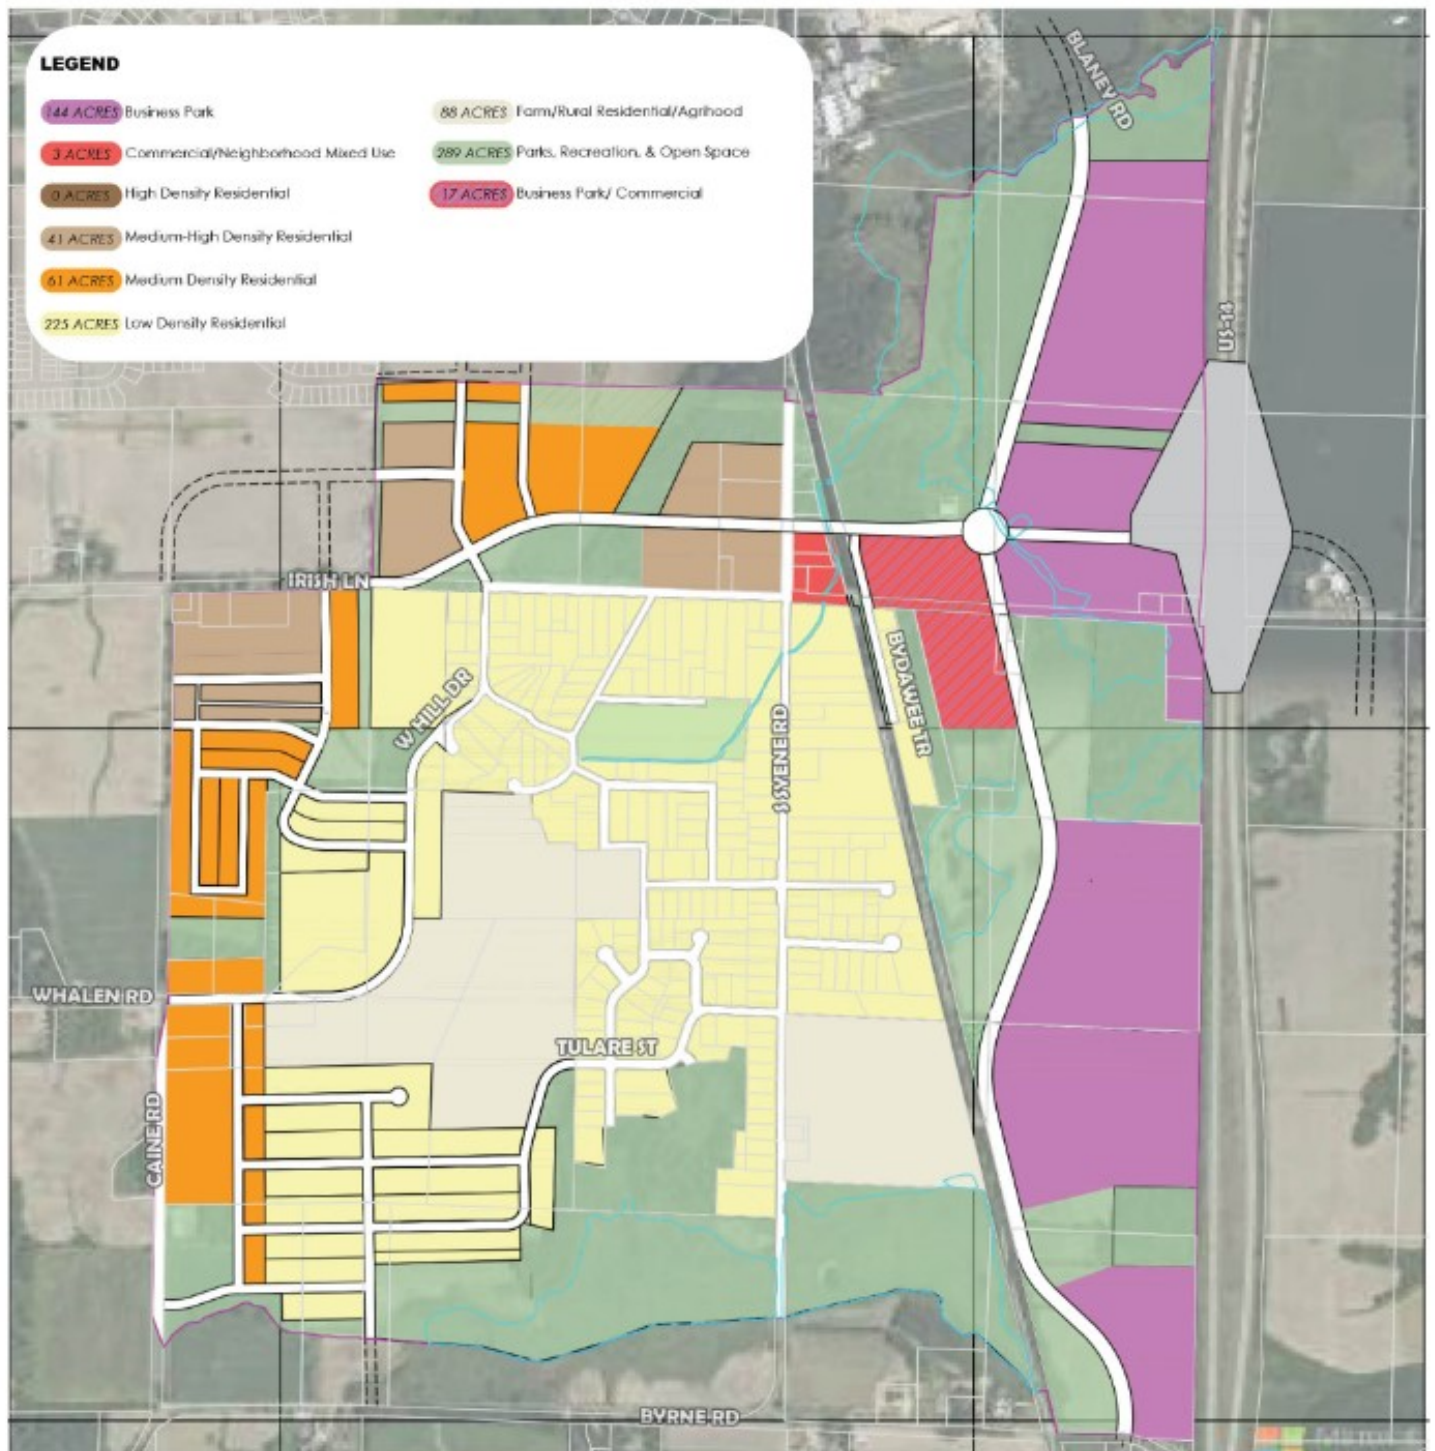 LEGEND
144 ACRES Business Park
3 ACRES Commercial/Neighborhood Mixed Use
0 ACRES High Density Residential
41 ACRES Medium-High Density Residential
61 ACRES Medium Density Residential
225 ACRES Low Density Residential
88 ACRES Farm/Rural Residential/Agrihood
289 ACRES Parks, Recreation, & Open Space
17 ACRES Business Park/ Commercial
BLANEY RD
US-14
IRISH LN
W HILL DR
BYDAWEE TR
S SYENE RD
WHALEN RD
TULARE ST
CAINE RD
BYRNE RD